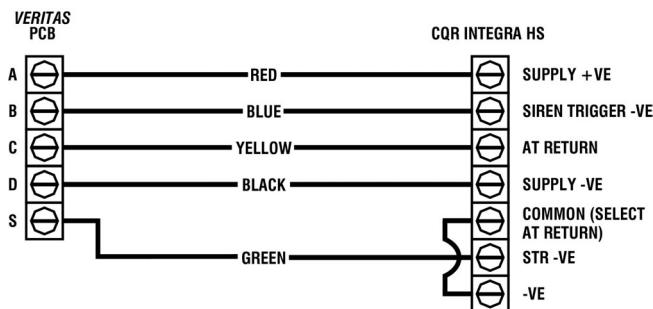 VERITAS
PCB
CQR INTEGRA HS
A RED SUPPLY +VE
B BLUE SIREN TRIGGER -VE
C YELLOW AT RETURN
D BLACK SUPPLY -VE
S COMMON (SELECT
AT RETURN)
GREEN STR -VE
-VE